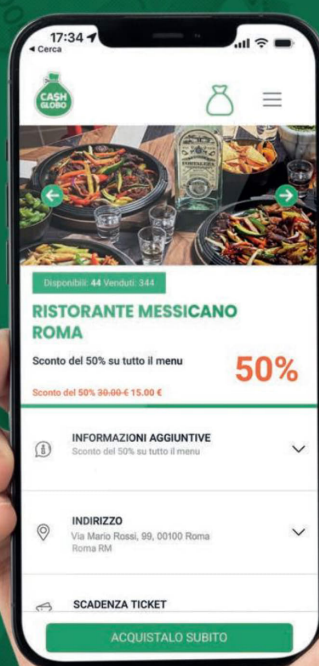 17:34
◂ Cerca
CASH
GLOBO
FORTALEZA
Disponibili: 44 Venduti: 344
RISTORANTE MESSICANO
ROMA
Sconto del 50% su tutto il menu
50%
Sconto del 50% 30.00 € 15.00 €
INFORMAZIONI AGGIUNTIVE
Sconto del 50% su tutto il menu
INDIRIZZO
Via Mario Rossi, 99, 00100 Roma
Roma RM
SCADENZA TICKET
ACQUISTALO SUBITO